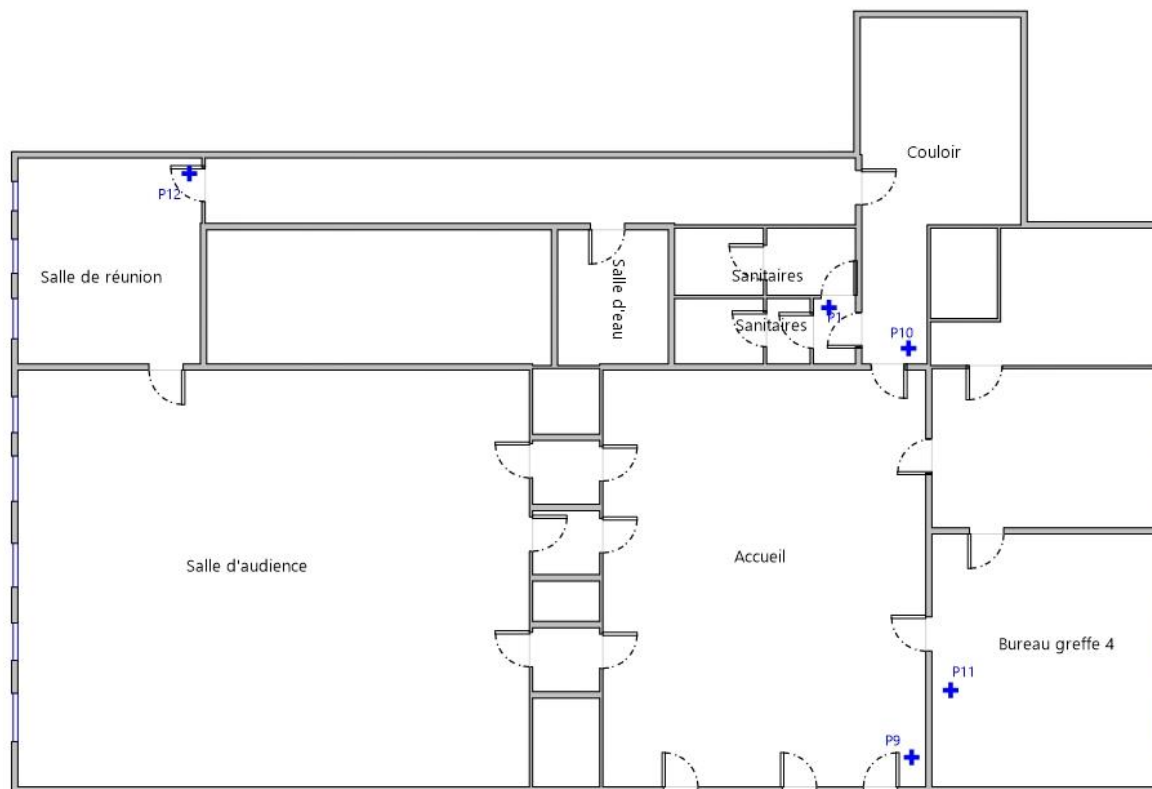 Couloir
P12
Salle de réunion
Salle d'eau
Sanitaires
P1
Sanitaires
P10
Salle d'audience
Accueil
Bureau greffe 4
P11
P9